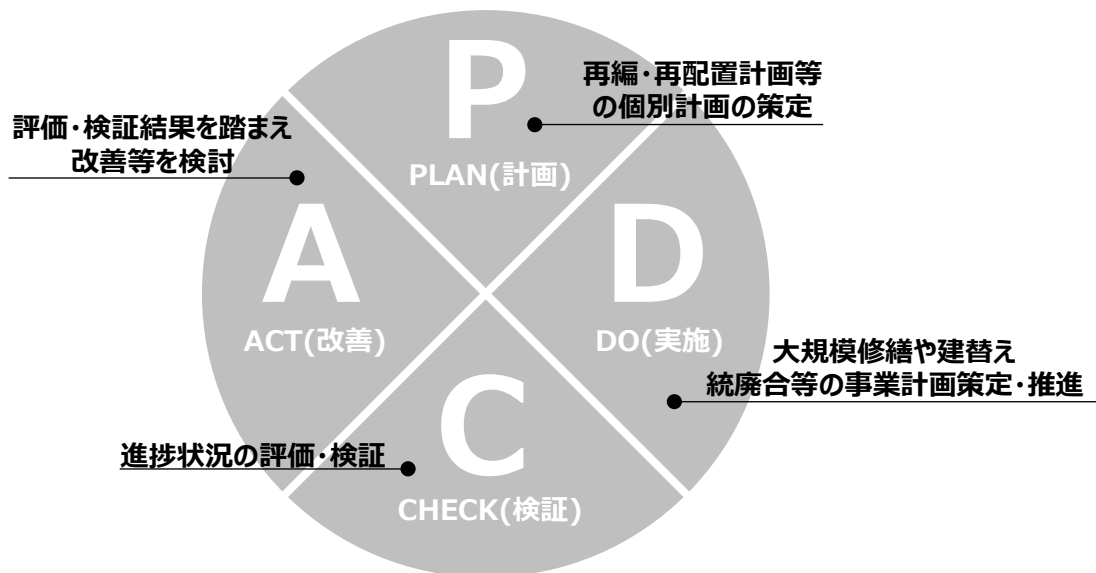 P
PLAN(計画)
再編・再配置計画等
の個別計画の策定
評価・検証結果を踏まえ
改善等を検討
A
ACT(改善)
D
DO(実施)
大規模修繕や建替え
統廃合等の事業計画策定・推進
C
CHECK(検証)
進捗状況の評価・検証